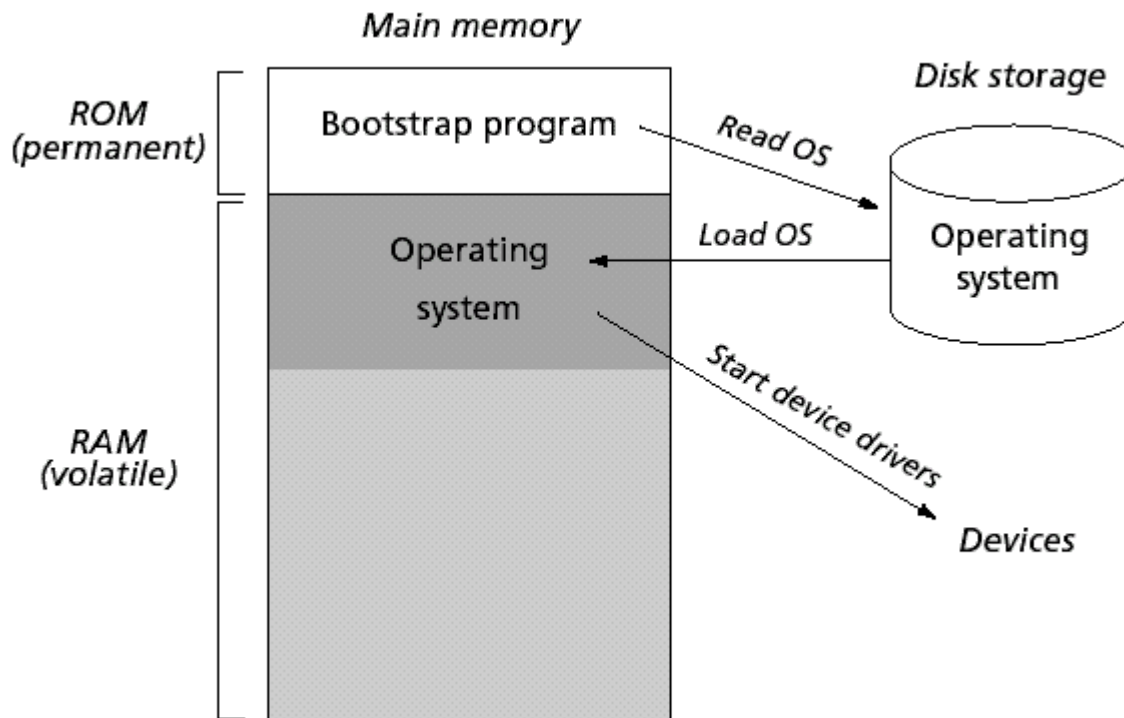 Main memory
Disk storage
ROM
(permanent)
Bootstrap program
Read OS
Operating
system
Load OS
Operating
system
Start device drivers
RAM
(volatile)
Devices